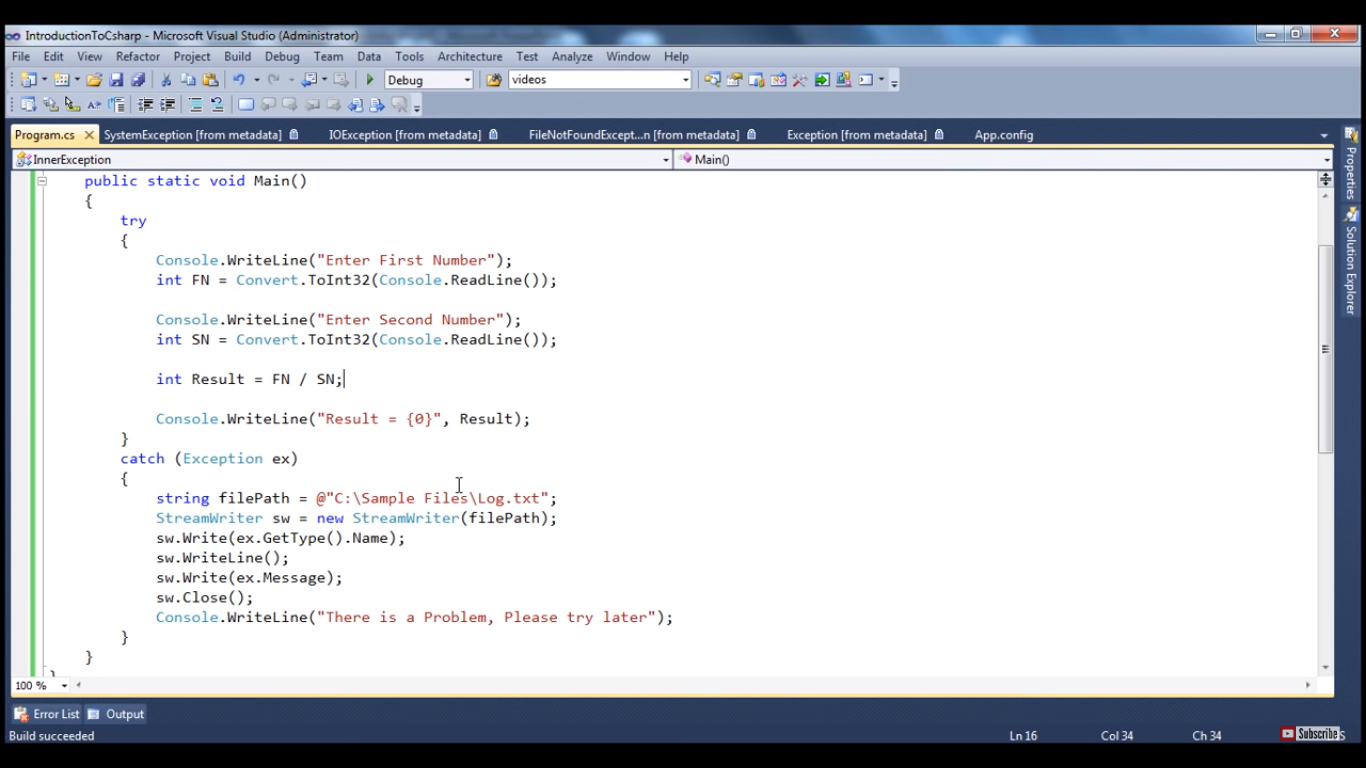 IntroductionToCsharp - Microsoft Visual Studio (Administrator)
File Edit View Refactor Project Build Debug Team Data Tools Architecture Test Analyze Window Help
Debug videos
Program.cs SystemException [from metadata] IOException [from metadata] FileNotFoundExcept...n [from metadata] Exception [from metadata] App.config
InnerException Main()
public static void Main()
{
try
{
Console.WriteLine("Enter First Number");
int FN = Convert.ToInt32(Console.ReadLine());
Console.WriteLine("Enter Second Number");
int SN = Convert.ToInt32(Console.ReadLine());
int Result = FN / SN;
Console.WriteLine("Result = {0}", Result);
}
catch (Exception ex)
{
string filePath = @"C:\Sample Files\Log.txt";
StreamWriter sw = new StreamWriter(filePath);
sw.Write(ex.GetType().Name);
sw.WriteLine();
sw.Write(ex.Message);
sw.Close();
Console.WriteLine("There is a Problem, Please try later");
}
}
100 %
Error List Output
Build succeeded Ln 16 Col 34 Ch 34 Subscribe
Properties
Solution Explorer